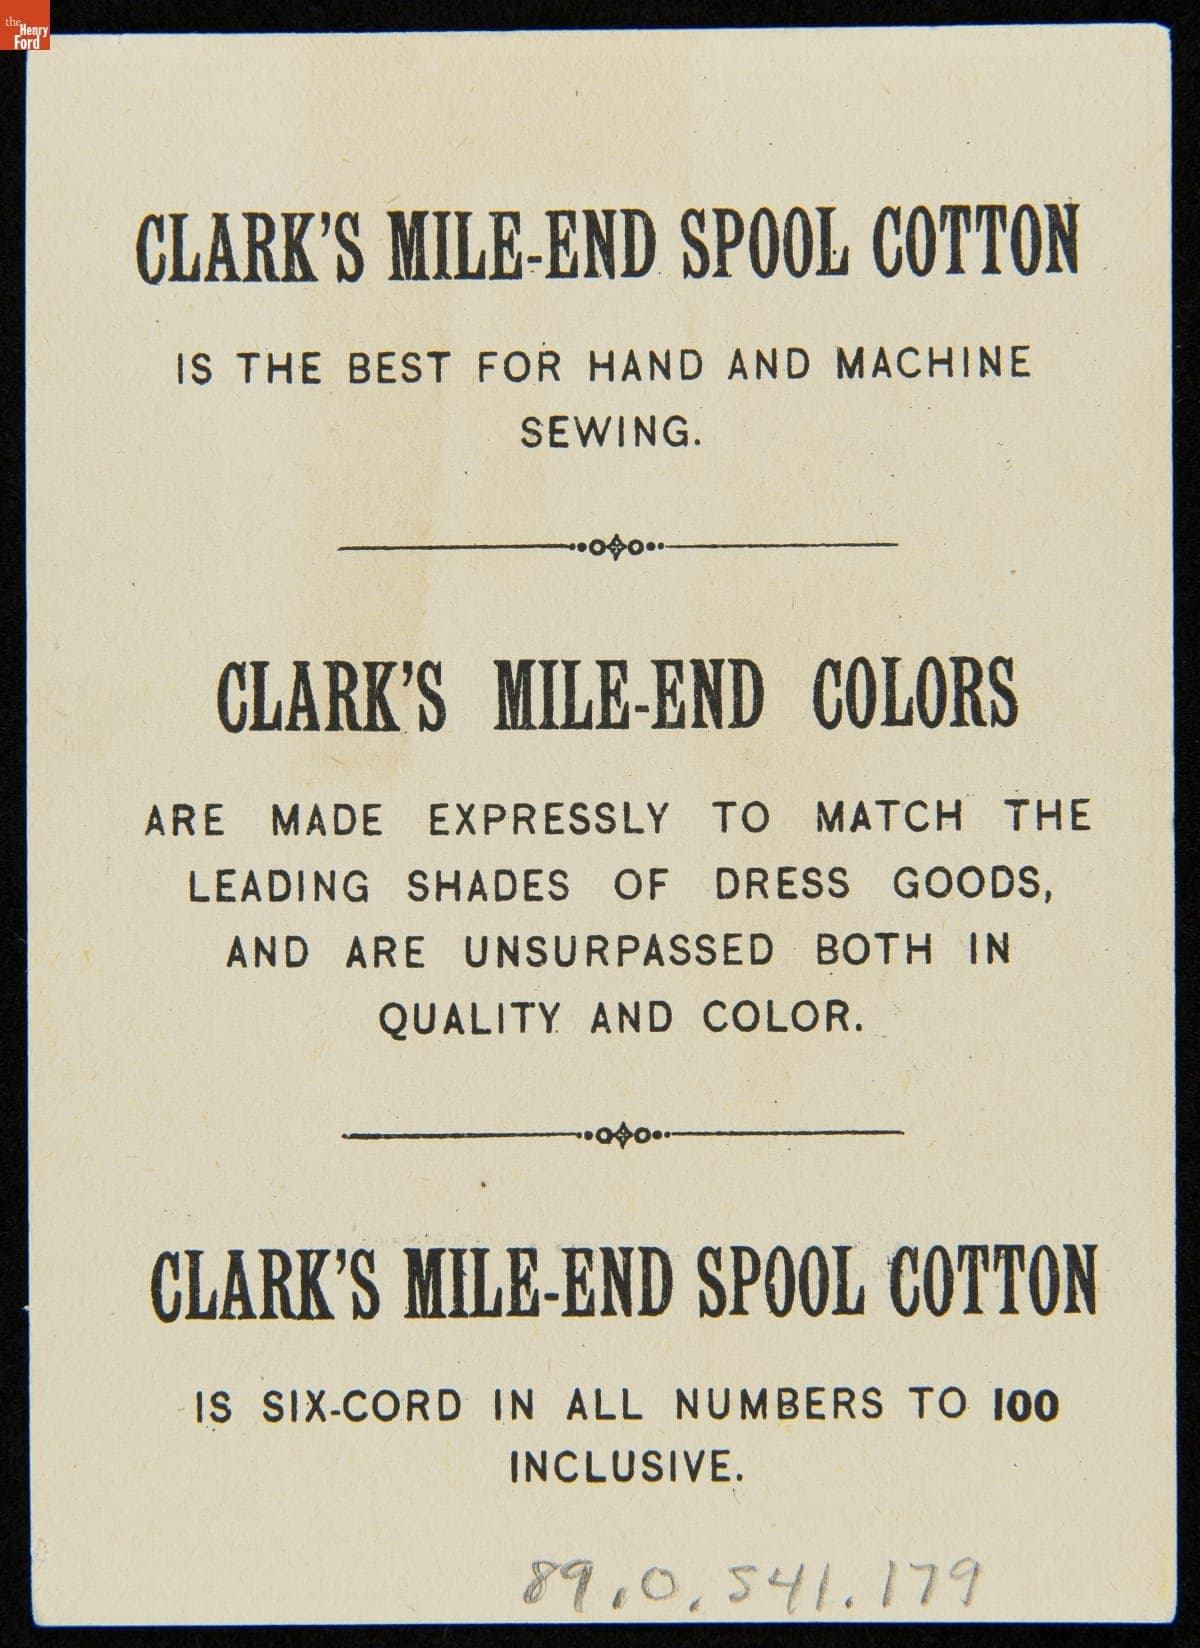 the
Henry
Ford
CLARK'S MILE-END SPOOL COTTON
IS THE BEST FOR HAND AND MACHINE
SEWING.
CLARK'S MILE-END COLORS
ARE MADE EXPRESSLY TO MATCH THE
LEADING SHADES OF DRESS GOODS,
AND ARE UNSURPASSED BOTH IN
QUALITY AND COLOR.
CLARK'S MILE-END SPOOL COTTON
IS SIX-CORD IN ALL NUMBERS TO 100
INCLUSIVE.
89.0.541.179